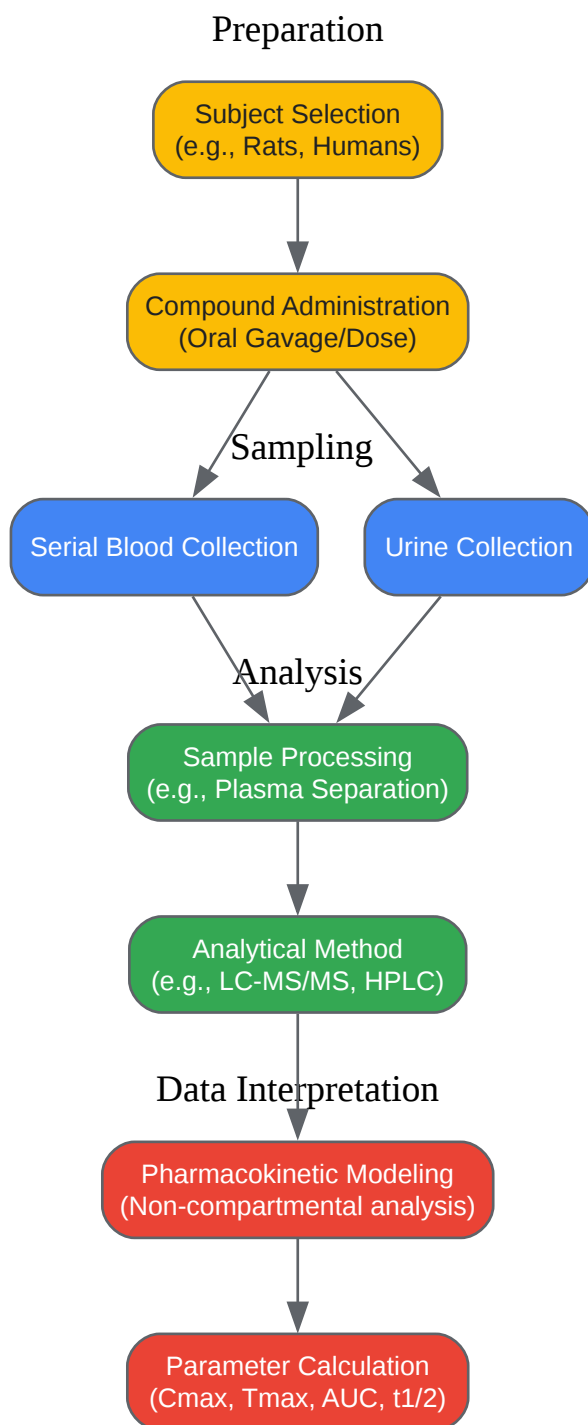 Preparation
Subject Selection
(e.g., Rats, Humans)
Compound Administration
(Oral Gavage/Dose)
Sampling
Serial Blood Collection
Urine Collection
Analysis
Sample Processing
(e.g., Plasma Separation)
Analytical Method
(e.g., LC-MS/MS, HPLC)
Data Interpretation
Pharmacokinetic Modeling
(Non-compartmental analysis)
Parameter Calculation
(Cmax, Tmax, AUC, t1/2)